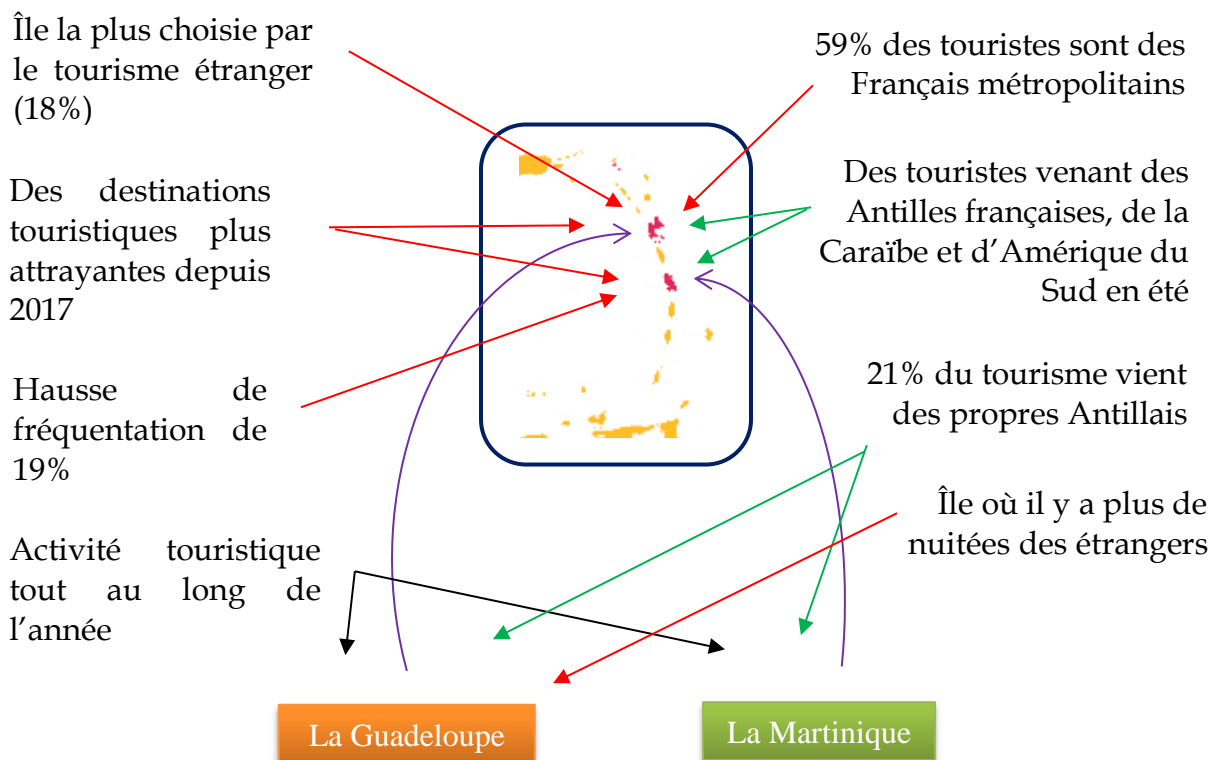 Île la plus choisie par
le tourisme étranger
(18%)
Des destinations
touristiques plus
attrayantes depuis
2017
Hausse de
fréquentation de
19%
Activité touristique
tout au long de
l’année
59% des touristes sont des
Français métropolitains
Des touristes venant des
Antilles françaises, de la
Caraïbe et d’Amérique du
Sud en été
21% du tourisme vient
des propres Antillais
Île où il y a plus de
nuitées des étrangers
La Guadeloupe
La Martinique